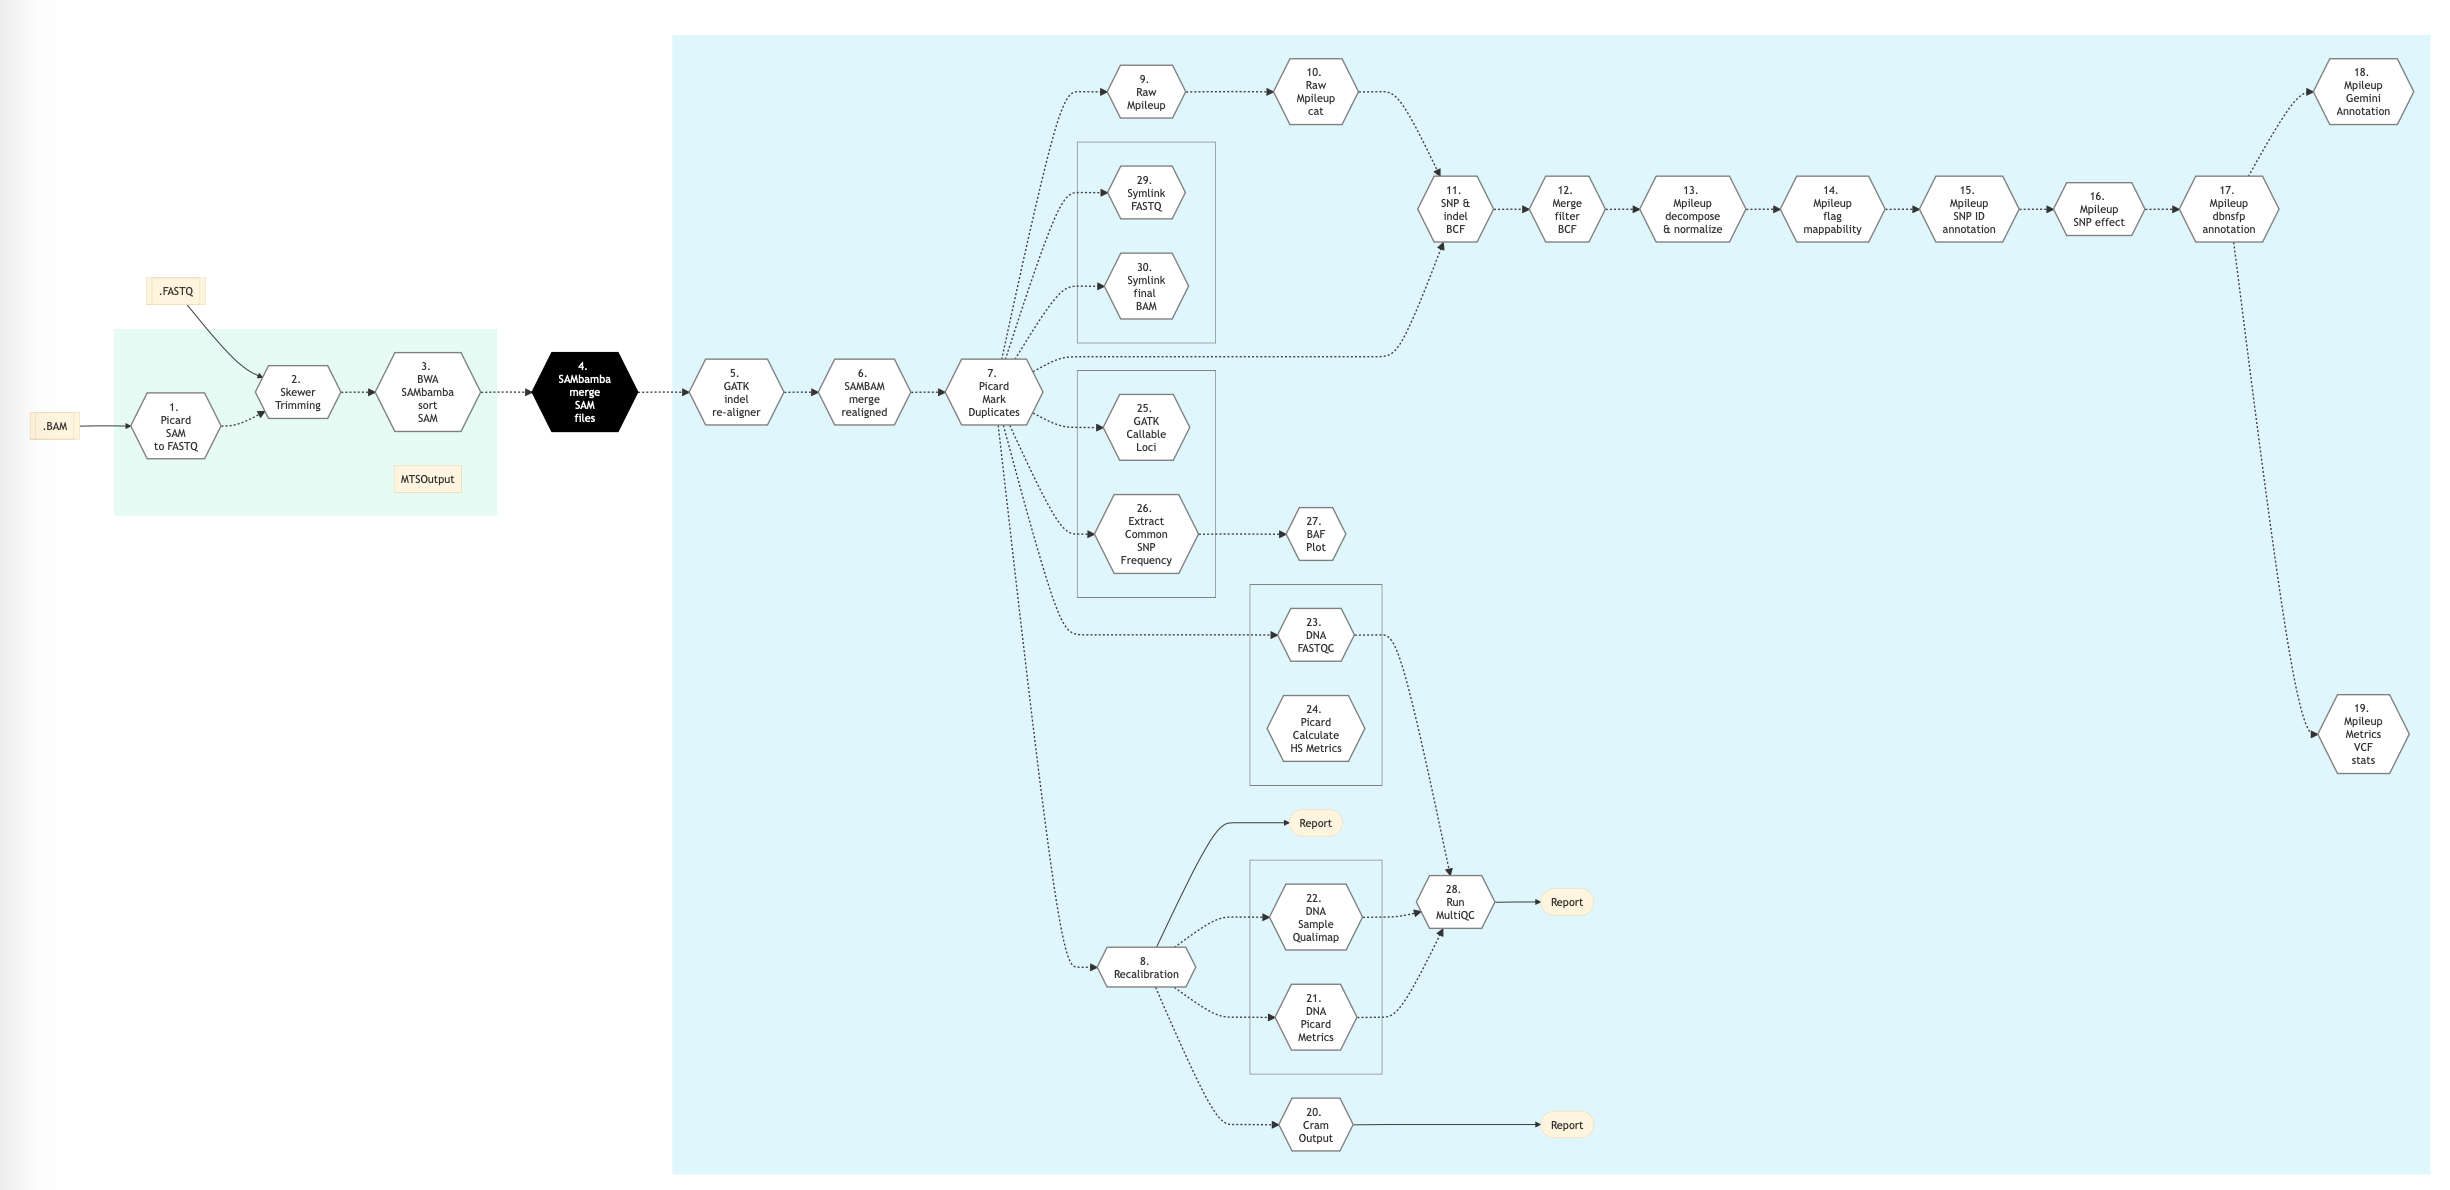 .FASTQ
.BAM
1.
Picard
SAM
to FASTQ
2.
Skewer
Trimming
3.
BWA
SAMbamba
sort
SAM
MTSOutput
4.
SAMbamba
merge
SAM
files
5.
GATK
indel
re-aligner
6.
SAMBAM
merge
realigned
7.
Picard
Mark
Duplicates
9.
Raw
Mpileup
10.
Raw
Mpileup
cat
29.
Symlink
FASTQ
30.
Symlink
final
BAM
11.
SNP &
indel
BCF
12.
Merge
filter
BCF
13.
Mpileup
decompose
& normalize
14.
Mpileup
flag
mappability
15.
Mpileup
SNP ID
annotation
16.
Mpileup
SNP effect
17.
Mpileup
dbnsfp
annotation
18.
Mpileup
Gemini
Annotation
19.
Mpileup
Metrics
VCF
stats
25.
GATK
Callable
Loci
26.
Extract
Common
SNP
Frequency
27.
BAF
Plot
23.
DNA
FASTQC
24.
Picard
Calculate
HS Metrics
Report
8.
Recalibration
22.
DNA
Sample
Qualimap
21.
DNA
Picard
Metrics
28.
Run
MultiQC
Report
20.
Cram
Output
Report